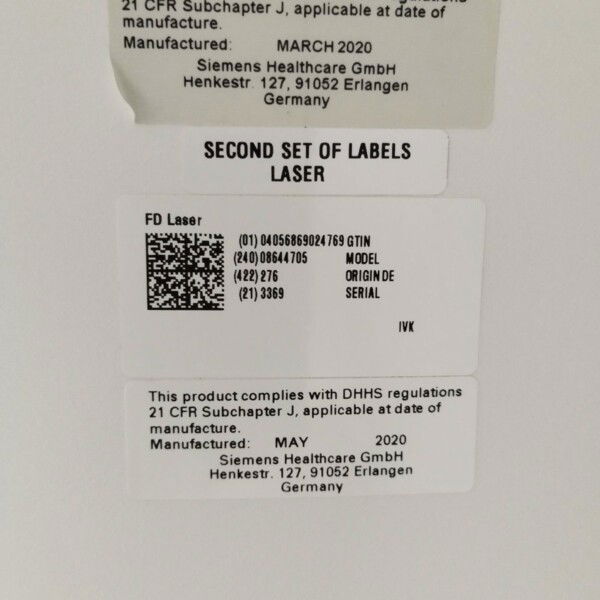 regulations
21 CFR Subchapter J, applicable at date of
manufacture.
Manufactured: MARCH 2020
Siemens Healthcare GmbH
Henkestr. 127, 91052 Erlangen
Germany
SECOND SET OF LABELS
LASER
FD Laser
(01) 04056869024769 GTIN
(240) 08644705 MODEL
(422) 276 ORIGIN DE
(21) 3369 SERIAL
IVK
This product complies with DHHS regulations
21 CFR Subchapter J, applicable at date of
manufacture.
Manufactured: MAY 2020
Siemens Healthcare GmbH
Henkestr. 127, 91052 Erlangen
Germany